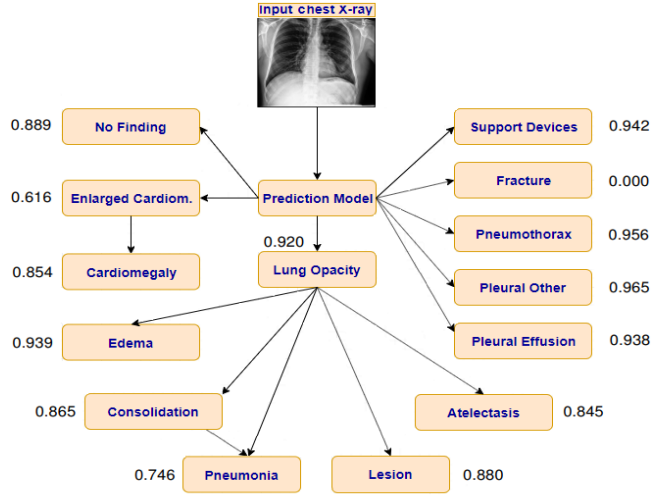 Input chest X-ray
0.889
No Finding
Support Devices
0.942
0.616
Enlarged Cardiom.
Prediction Model
Fracture
0.000
0.920
Pneumothorax
0.956
0.854
Cardiomegaly
Lung Opacity
Pleural Other
0.965
0.939
Edema
Pleural Effusion
0.938
0.865
Consolidation
Atelectasis
0.845
0.746
Pneumonia
Lesion
0.880